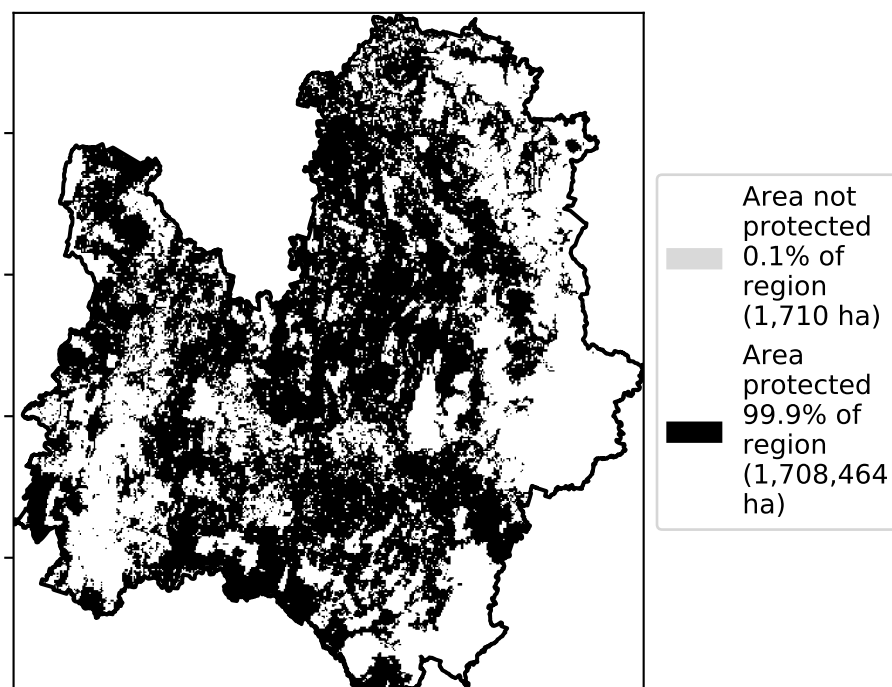 Area not
protected
0.1% of
region
(1,710 ha)
Area
protected
99.9% of
region
(1,708,464
ha)